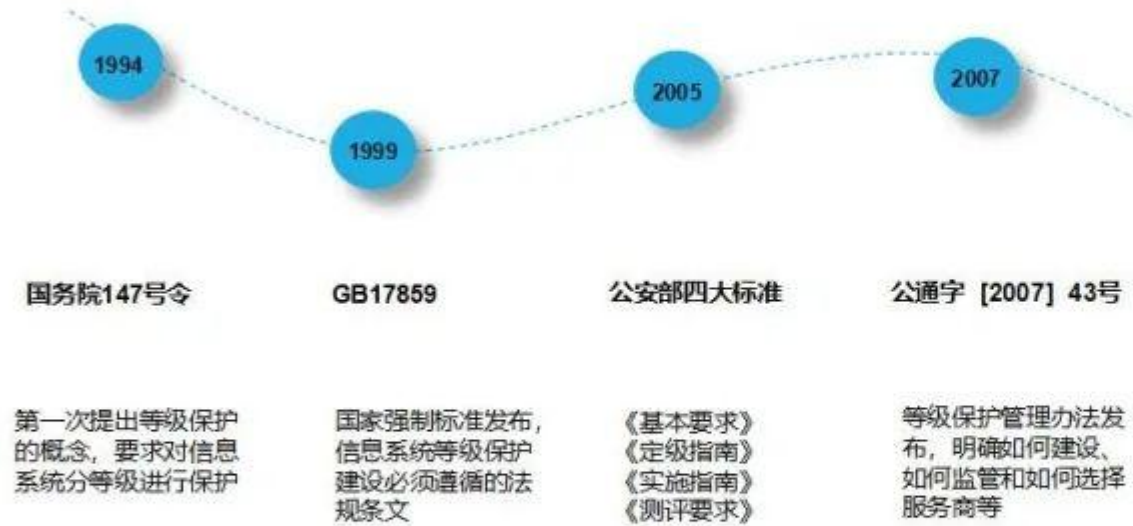 1994
1999
2005
2007
国务院147号令
GB17859
公安部四大标准
公通字 [2007] 43号
第一次提出等级保护
的概念，要求对信息
系统分等级进行保护
国家强制标准发布，
信息系统等级保护
建设必须遵循的法
规条文
《基本要求》
《定级指南》
《实施指南》
《测评要求》
等级保护管理办法发
布，明确如何建设、
如何监管和如何选择
服务商等